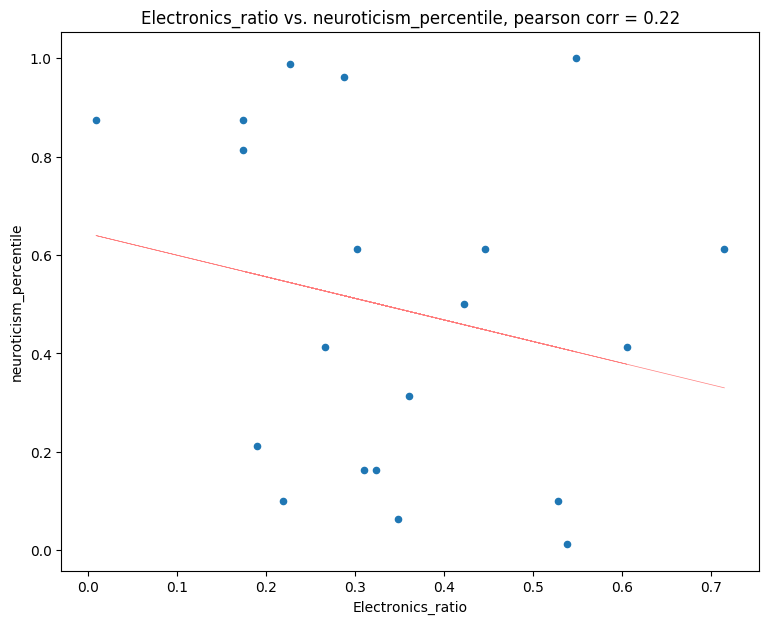 Electronics_ratio vs. neuroticism_percentile, pearson corr = 0.22
1.0
0.8
0.6
0.4
0.2
0.0
neuroticism_percentile
0.0 0.1 0.2 0.3 0.4 0.5 0.6 0.7
Electronics_ratio